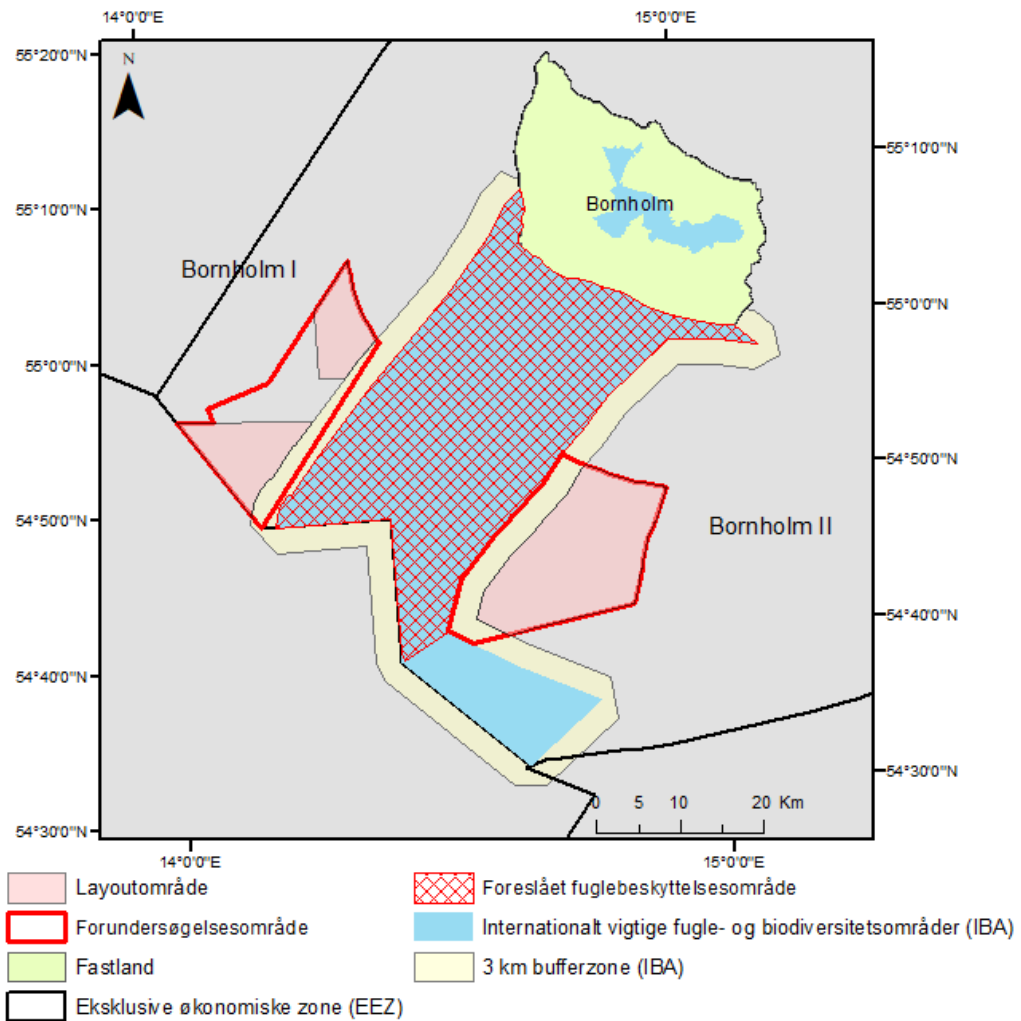 14°0'0"E 15°0'0"E
55°20'0"N
N
55°10'0"N
Bornholm
55°10'0"N
Bornholm I
55°0'0"N
55°0'0"N
54°50'0"N
54°50'0"N
Bornholm II
54°40'0"N
54°40'0"N
54°30'0"N
0 5 10 20 Km
54°30'0"N
14°0'0"E 15°0'0"E
Layoutområde
Foreslået fuglebeskyttelsesområde
Forundersøgelsesområde
Internationalt vigtige fugle- og biodiversitetsområder (IBA)
Fastland
3 km bufferzone (IBA)
Eksklusive økonomiske zone (EEZ)